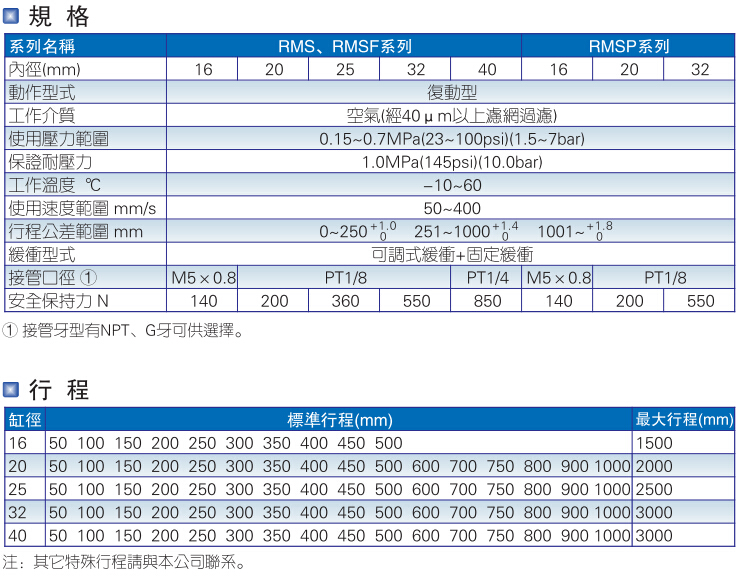 規 格
系列名稱 RMS、RMSF系列 RMSP系列
內徑(mm) 16 20 25 32 40 16 20 32
動作型式 復動型
工作介質 空氣(經40μm以上濾網過濾)
使用壓力範圍 0.15~0.7MPa(23~100psi)(1.5~7bar)
保證耐壓力 1.0MPa(145psi)(10.0bar)
工作溫度 ℃ −10~60
使用速度範圍 mm/s 50~400
行程公差範圍 mm 0~250 +1.0 0 251~1000 +1.4 0 1001~ +1.8 0
緩衝型式 可調式緩衝+固定緩衝
接管口徑 ① M5×0.8 PT1/8 PT1/4 M5×0.8 PT1/8
安全保持力 N 140 200 360 550 850 140 200 550
① 接管牙型有NPT、G牙可供選擇。
行 程
缸徑 標準行程(mm) 最大行程(mm)
16 50 100 150 200 250 300 350 400 450 500 1500
20 50 100 150 200 250 300 350 400 450 500 600 700 750 800 900 1000 2000
25 50 100 150 200 250 300 350 400 450 500 600 700 750 800 900 1000 2500
32 50 100 150 200 250 300 350 400 450 500 600 700 750 800 900 1000 3000
40 50 100 150 200 250 300 350 400 450 500 600 700 750 800 900 1000 3000
注：其它特殊行程請與本公司聯系。